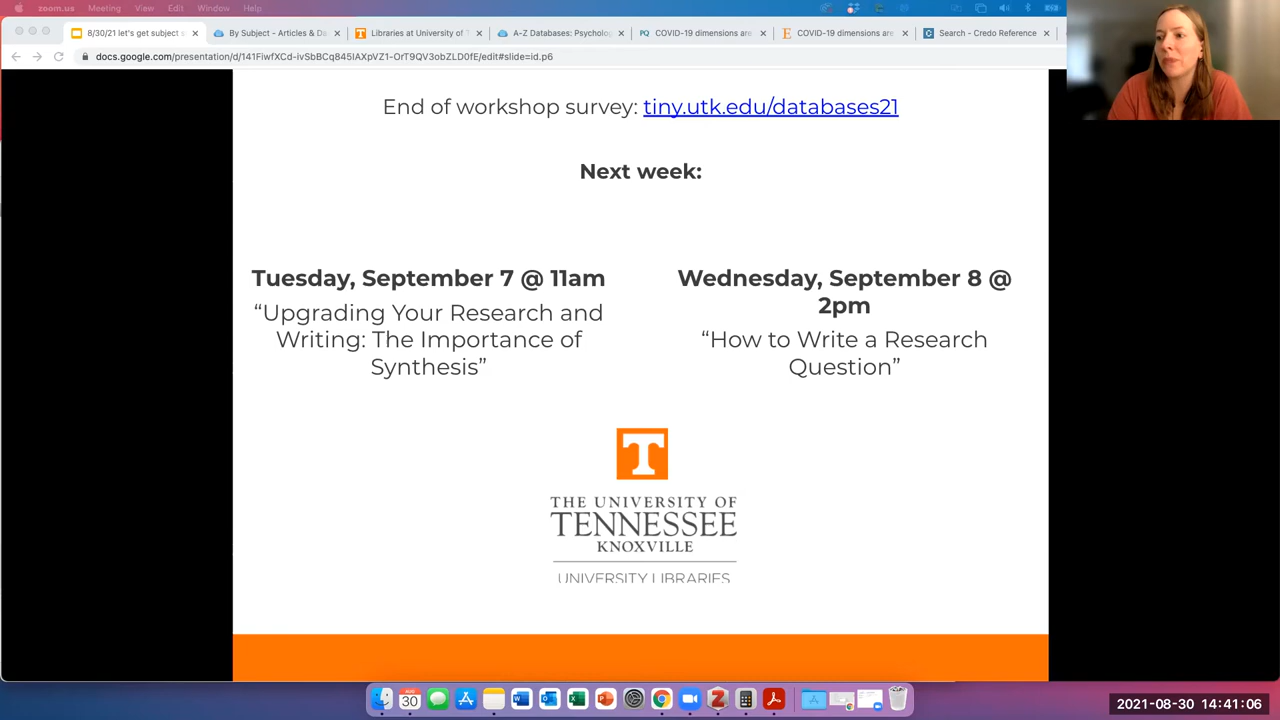 zoom.us Meeting View Edit Window Help
8/30/21 let's get subject s
By Subject - Articles & Da
Libraries at University of T
A-Z Databases: Psycholog
PQ COVID-19 dimensions are
E COVID-19 dimensions are
Search - Credo Reference
docs.google.com/presentation/d/141FiwfXCd-ivSbBCq845IAXpVZ1-OrT9QV3obZLD0fE/edit#slide=id.p6
End of workshop survey: tiny.utk.edu/databases21
Next week:
Tuesday, September 7 @ 11am
“Upgrading Your Research and
Writing: The Importance of
Synthesis”
Wednesday, September 8 @
2pm
“How to Write a Research
Question”
T
THE UNIVERSITY OF
TENNESSEE
KNOXVILLE
UNIVERSITY LIBRARIES
AUG
30
2021-08-30 14:41:06